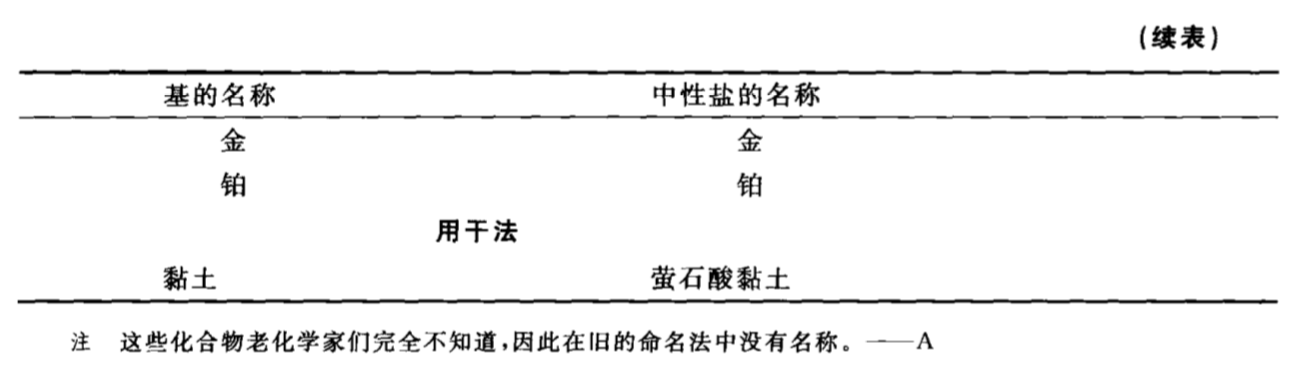 (续表)
基的名称 中性盐的名称
金 金
铂 铂
用干法
黏土 萤石酸黏土
注 这些化合物老化学家们完全不知道,因此在旧的命名法中没有名称。——A